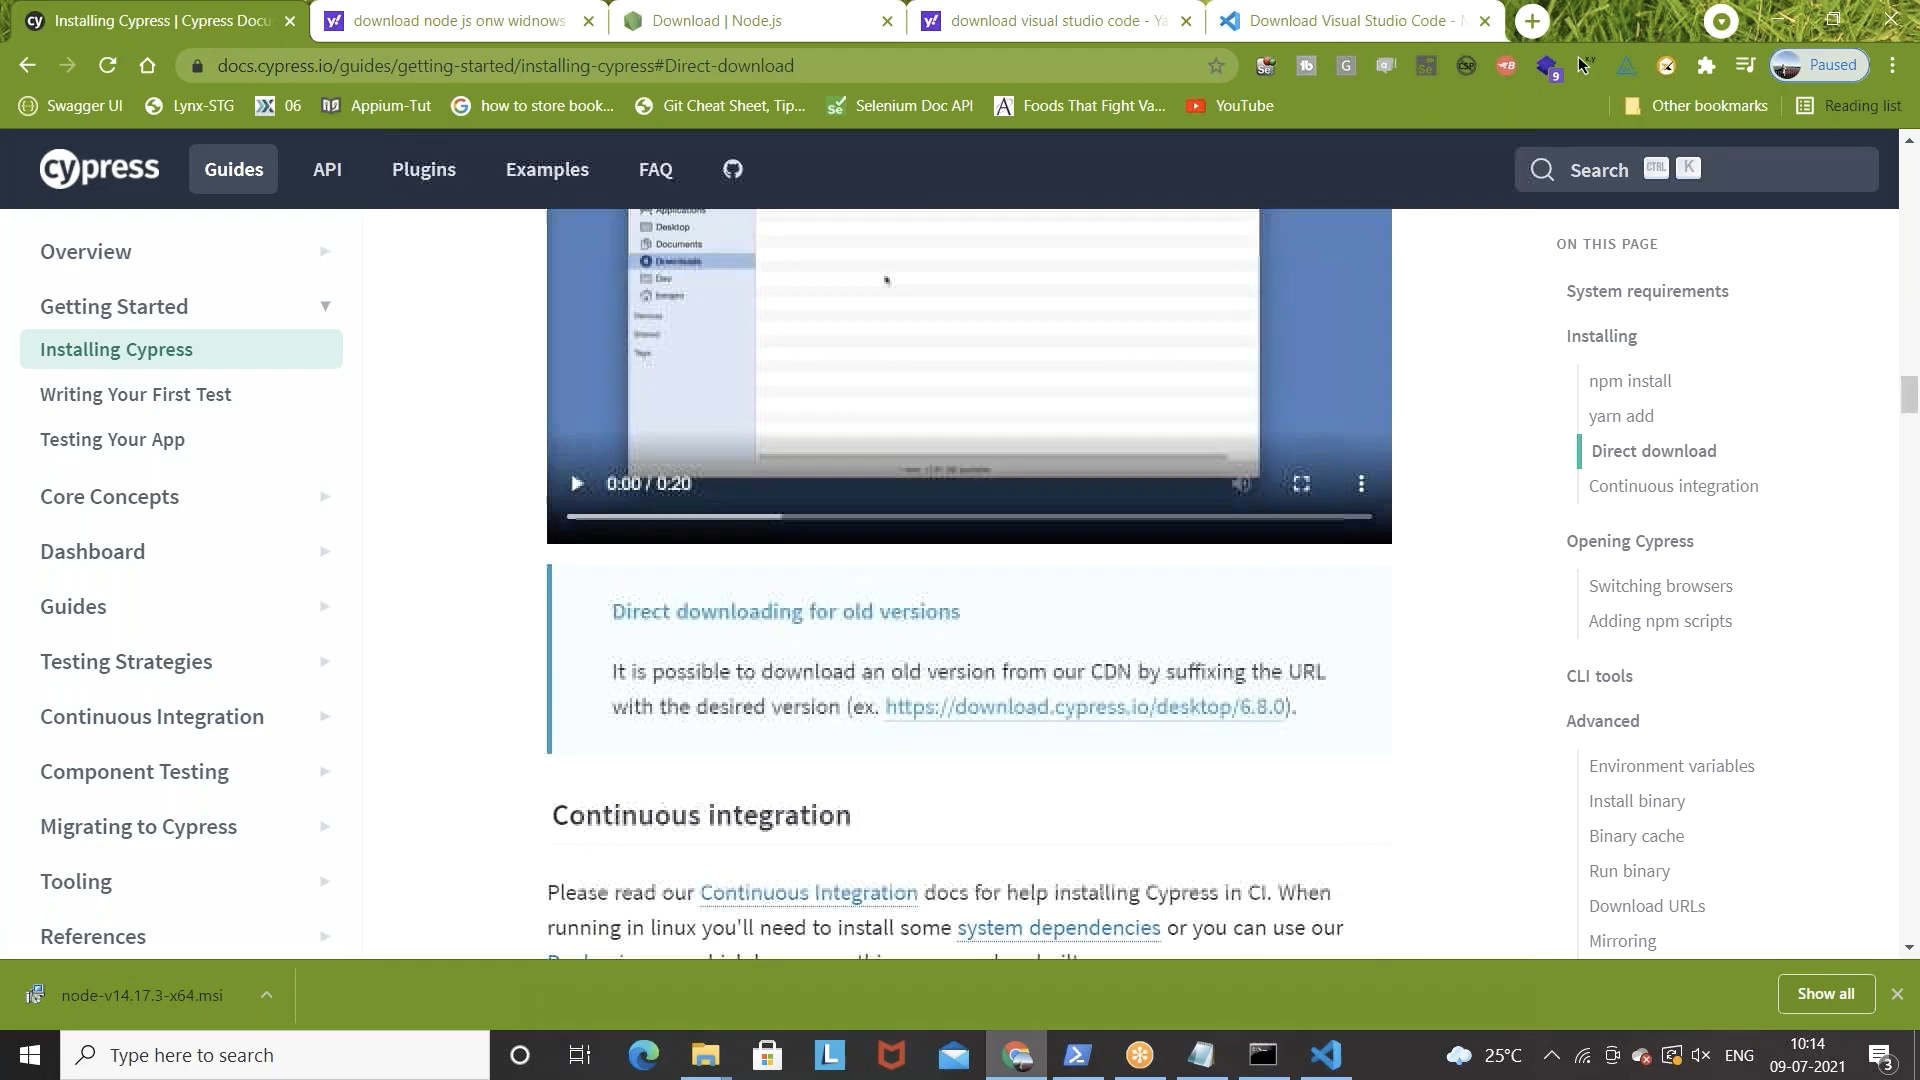 Installing Cypress | Cypress Docu
download node js onw widnows
Download | Node.js
download visual studio code - Ya
Download Visual Studio Code - M
docs.cypress.io/guides/getting-started/installing-cypress#Direct-download
Paused
Swagger UI
Lynx-STG
06
Appium-Tut
how to store book...
Git Cheat Sheet, Tip...
Selenium Doc API
Foods That Fight Va...
YouTube
Other bookmarks
Reading list
cypress
Guides
API
Plugins
Examples
FAQ
Search CTRL K
Overview
Getting Started
Installing Cypress
Writing Your First Test
Testing Your App
Core Concepts
Dashboard
Guides
Testing Strategies
Continuous Integration
Component Testing
Migrating to Cypress
Tooling
References
Applications
Desktop
Documents
Downloads
Dev
Devices
Shared
Tags
0:00 / 0:20
Direct downloading for old versions
It is possible to download an old version from our CDN by suffixing the URL
with the desired version (ex. https://download.cypress.io/desktop/6.8.0).
Continuous integration
Please read our Continuous Integration docs for help installing Cypress in CI. When
running in linux you'll need to install some system dependencies or you can use our
ON THIS PAGE
System requirements
Installing
npm install
yarn add
Direct download
Continuous integration
Opening Cypress
Switching browsers
Adding npm scripts
CLI tools
Advanced
Environment variables
Install binary
Binary cache
Run binary
Download URLs
Mirroring
node-v14.17.3-x64.msi
Show all
Type here to search
25°C
ENG
10:14
09-07-2021
3